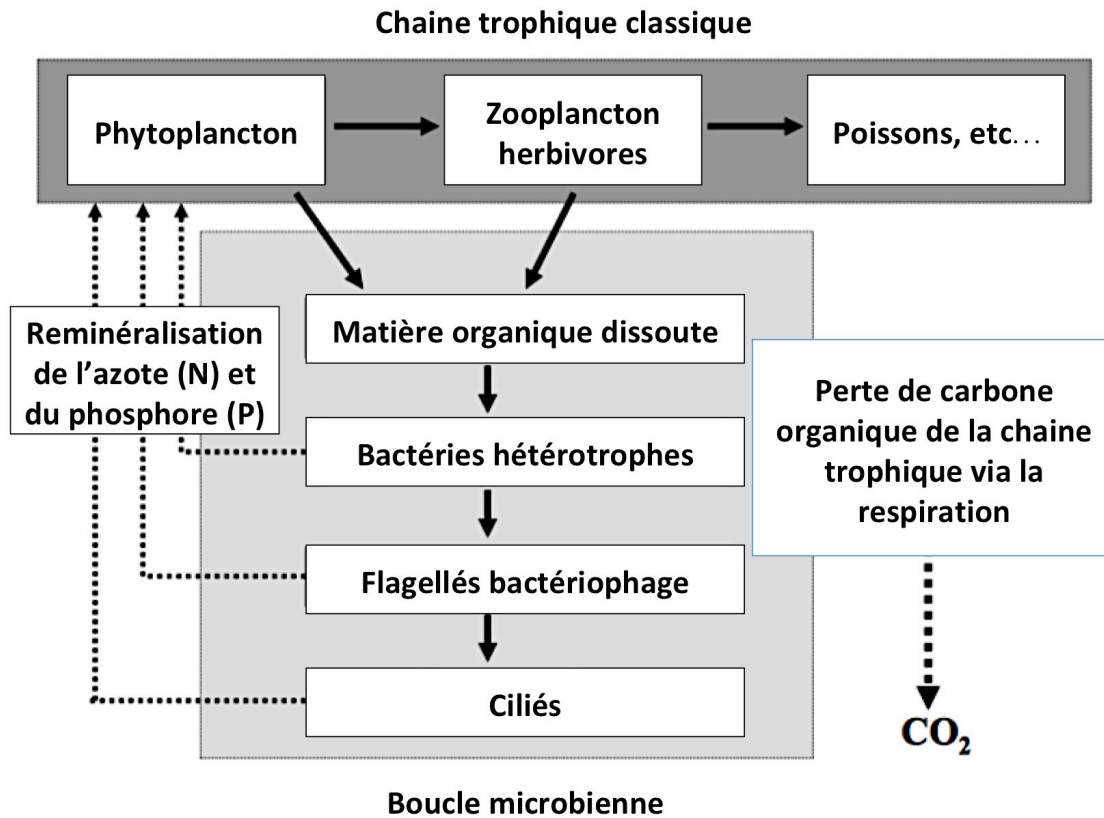 Chaine trophique classique
Phytoplancton
Zooplancton
herbivores
Poissons, etc...
Matière organique dissoute
Reminéralisation
de l'azote (N) et
du phosphore (P)
Bactéries hétérotrophes
Flagellés bactériophage
Ciliés
Perte de carbone
organique de la chaine
trophique via la
respiration
CO₂
Boucle microbienne